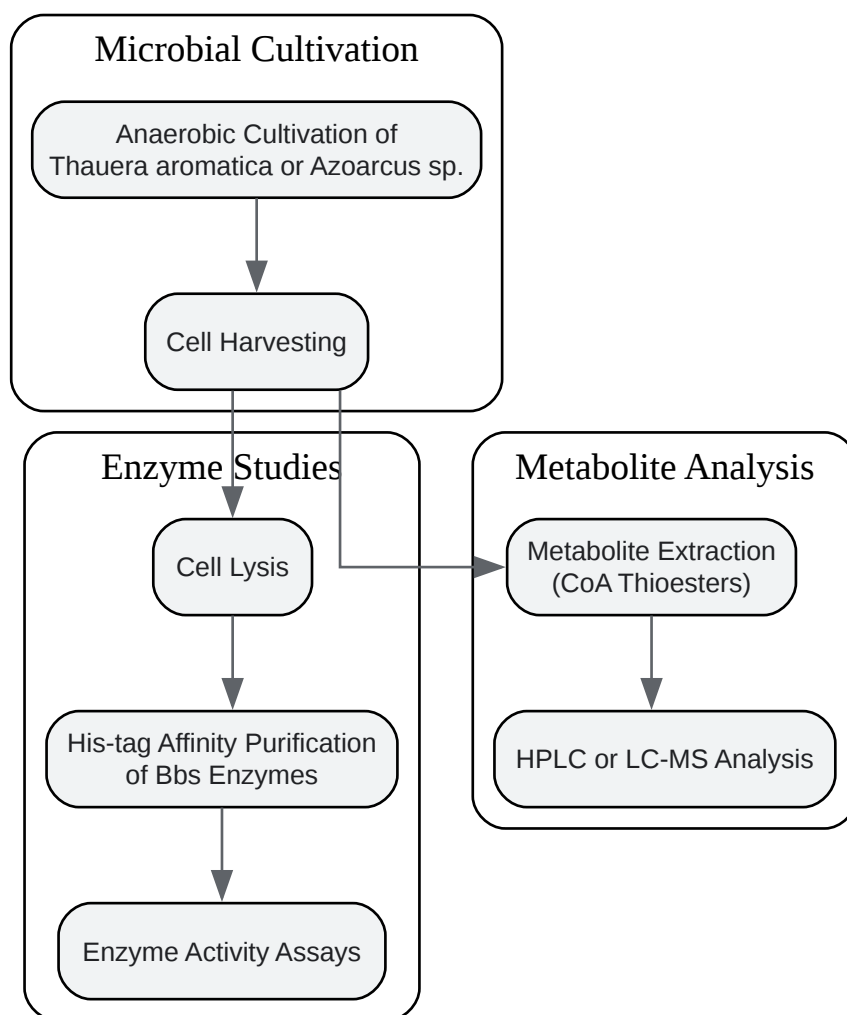 Microbial Cultivation
Anaerobic Cultivation of
Thauera aromatica or Azoarcus sp.
Cell Harvesting
Enzyme Studies
Cell Lysis
His-tag Affinity Purification
of Bbs Enzymes
Enzyme Activity Assays
Metabolite Analysis
Metabolite Extraction
(CoA Thioesters)
HPLC or LC-MS Analysis